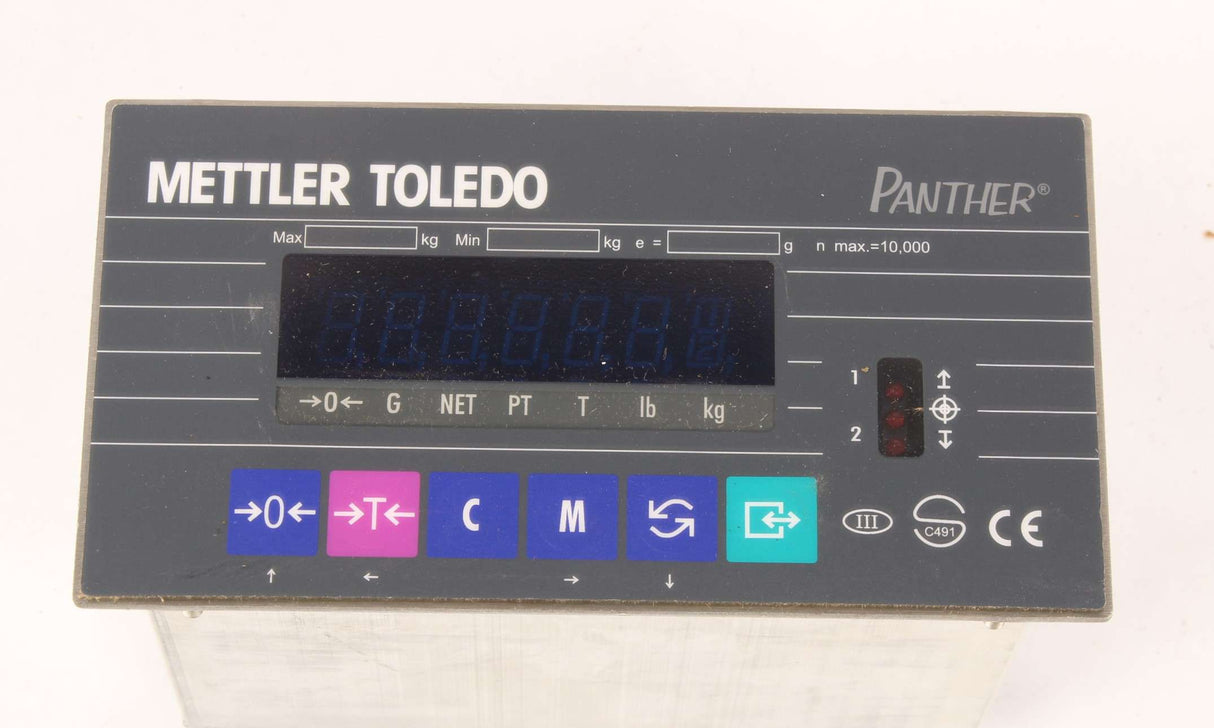 METTLER TOLEDO
PANTHER®
Max kg Min kg e = g n max.=10,000
→0← G NET PT T lb kg
1
2
→0← →T← C M
↑ ← → ↓
III C491 CE